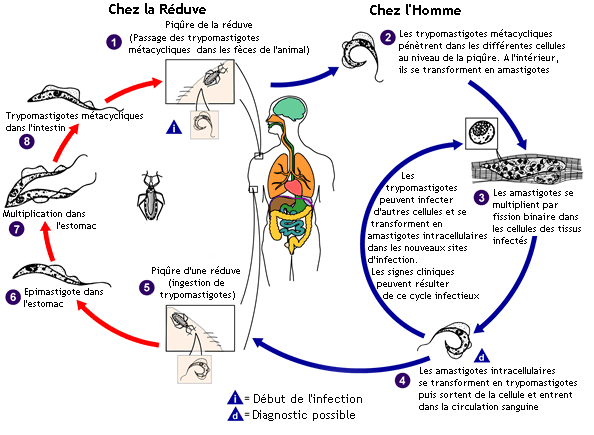 Chez la Réduve
Chez l'Homme
1
Piqûre de la réduve
(Passage des trypomastigotes
métacycliques dans les fèces de l'animal)
i
2
Les trypomastigotes métacycliques
pénètrent dans les différentes cellules
au niveau de la piqûre. A l'intérieur,
ils se transform­ent en amastigotes
3
Les amastigotes se
multiplient par
fission binaire dans
les cellules des tissus
infectés
Les
trypomastigotes
peuvent infecter
d'autres cellules et se
transforment en
amastigotes intracellulaires
dans les nouveaux sites
d'infection.
Les signes cliniques
peuvent résulter
de ce cycle infectieux
d
4
Les amastigotes intracellulaires
se transforment en trypomastigotes
puis sortent de la cellule et entrent
dans la circulation sanguine
5
Piqûre d'une réduve
(ingestion de
trypomastigotes)
6
Epimastigote dans
l'estomac
7
Multiplication dans
l'estomac
8
Trypomastigotes métacycliques
dans l'intestin
i = Début de l'infection
d = Diagnostic possible